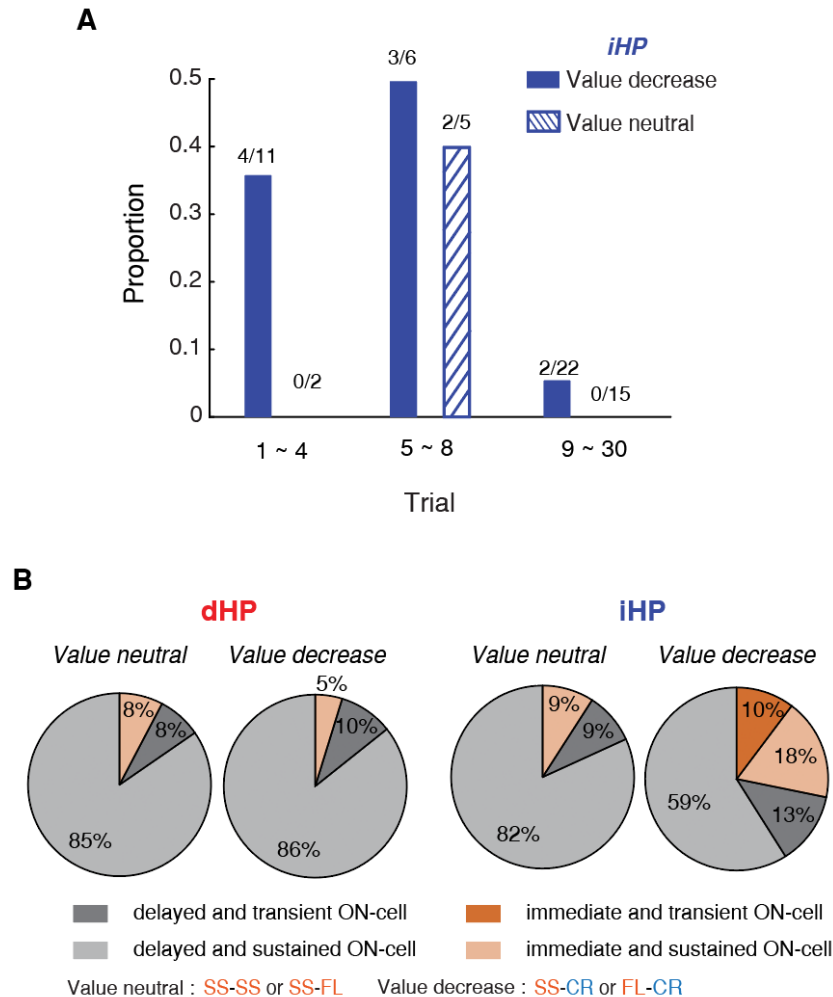 A
iHP
Value decrease
Value neutral
Proportion
0.5
0.4
0.3
0.2
0.1
0
4/11
0/2
3/6
2/5
2/22
0/15
1 ~ 4
5 ~ 8
9 ~ 30
Trial
B
dHP
iHP
Value neutral
Value decrease
Value neutral
Value decrease
8%
8%
85%
5%
10%
86%
9%
9%
82%
10%
18%
13%
59%
delayed and transient ON-cell
immediate and transient ON-cell
delayed and sustained ON-cell
immediate and sustained ON-cell
Value neutral : SS-SS or SS-FL
Value decrease : SS-CR or FL-CR